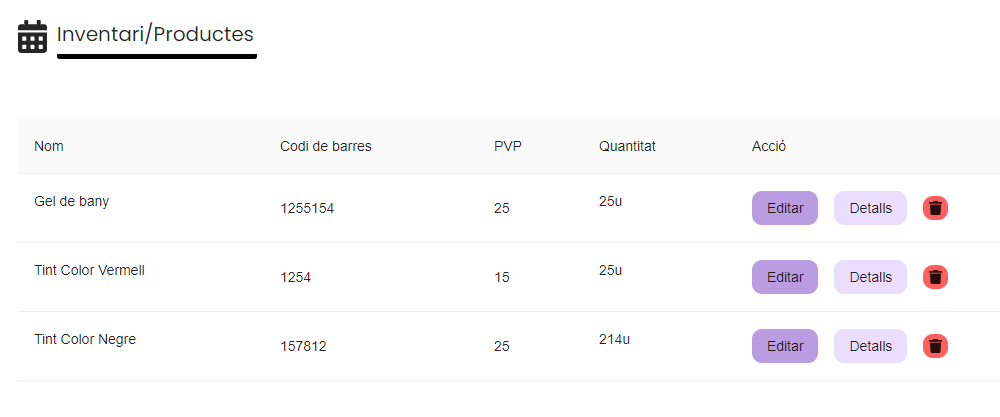 Inventari/Productes
Nom Codi de barres PVP Quantitat Acció
Gel de bany 1255154 25 25u Editar Detalls
Tint Color Vermell 1254 15 25u Editar Detalls
Tint Color Negre 157812 25 214u Editar Detalls